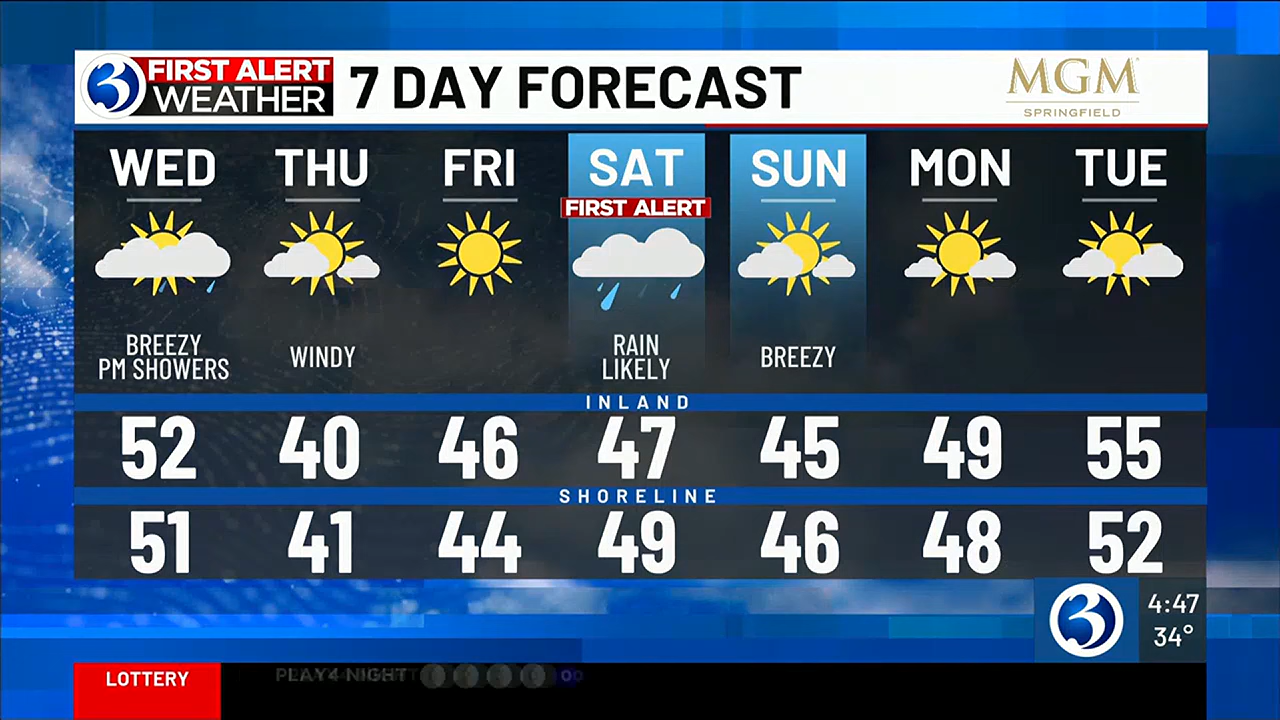 3 FIRST ALERT
WEATHER
7 DAY FORECAST
MGM
SPRINGFIELD
WED THU FRI SAT SUN MON TUE
FIRST ALERT
BREEZY
PM SHOWERS
WINDY
RAIN
LIKELY
BREEZY
INLAND
52 40 46 47 45 49 55
SHORELINE
51 41 44 49 46 48 52
3
4:47
34°
LOTTERY
PLAY4 NIGHT